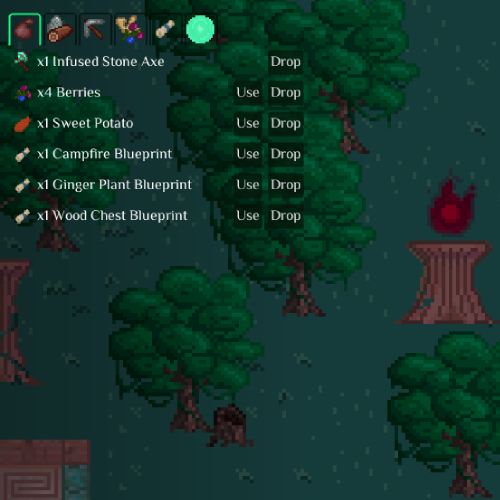 x1 Infused Stone Axe Drop
x4 Berries Use Drop
x1 Sweet Potato Use Drop
x1 Campfire Blueprint Use Drop
x1 Ginger Plant Blueprint Use Drop
x1 Wood Chest Blueprint Use Drop